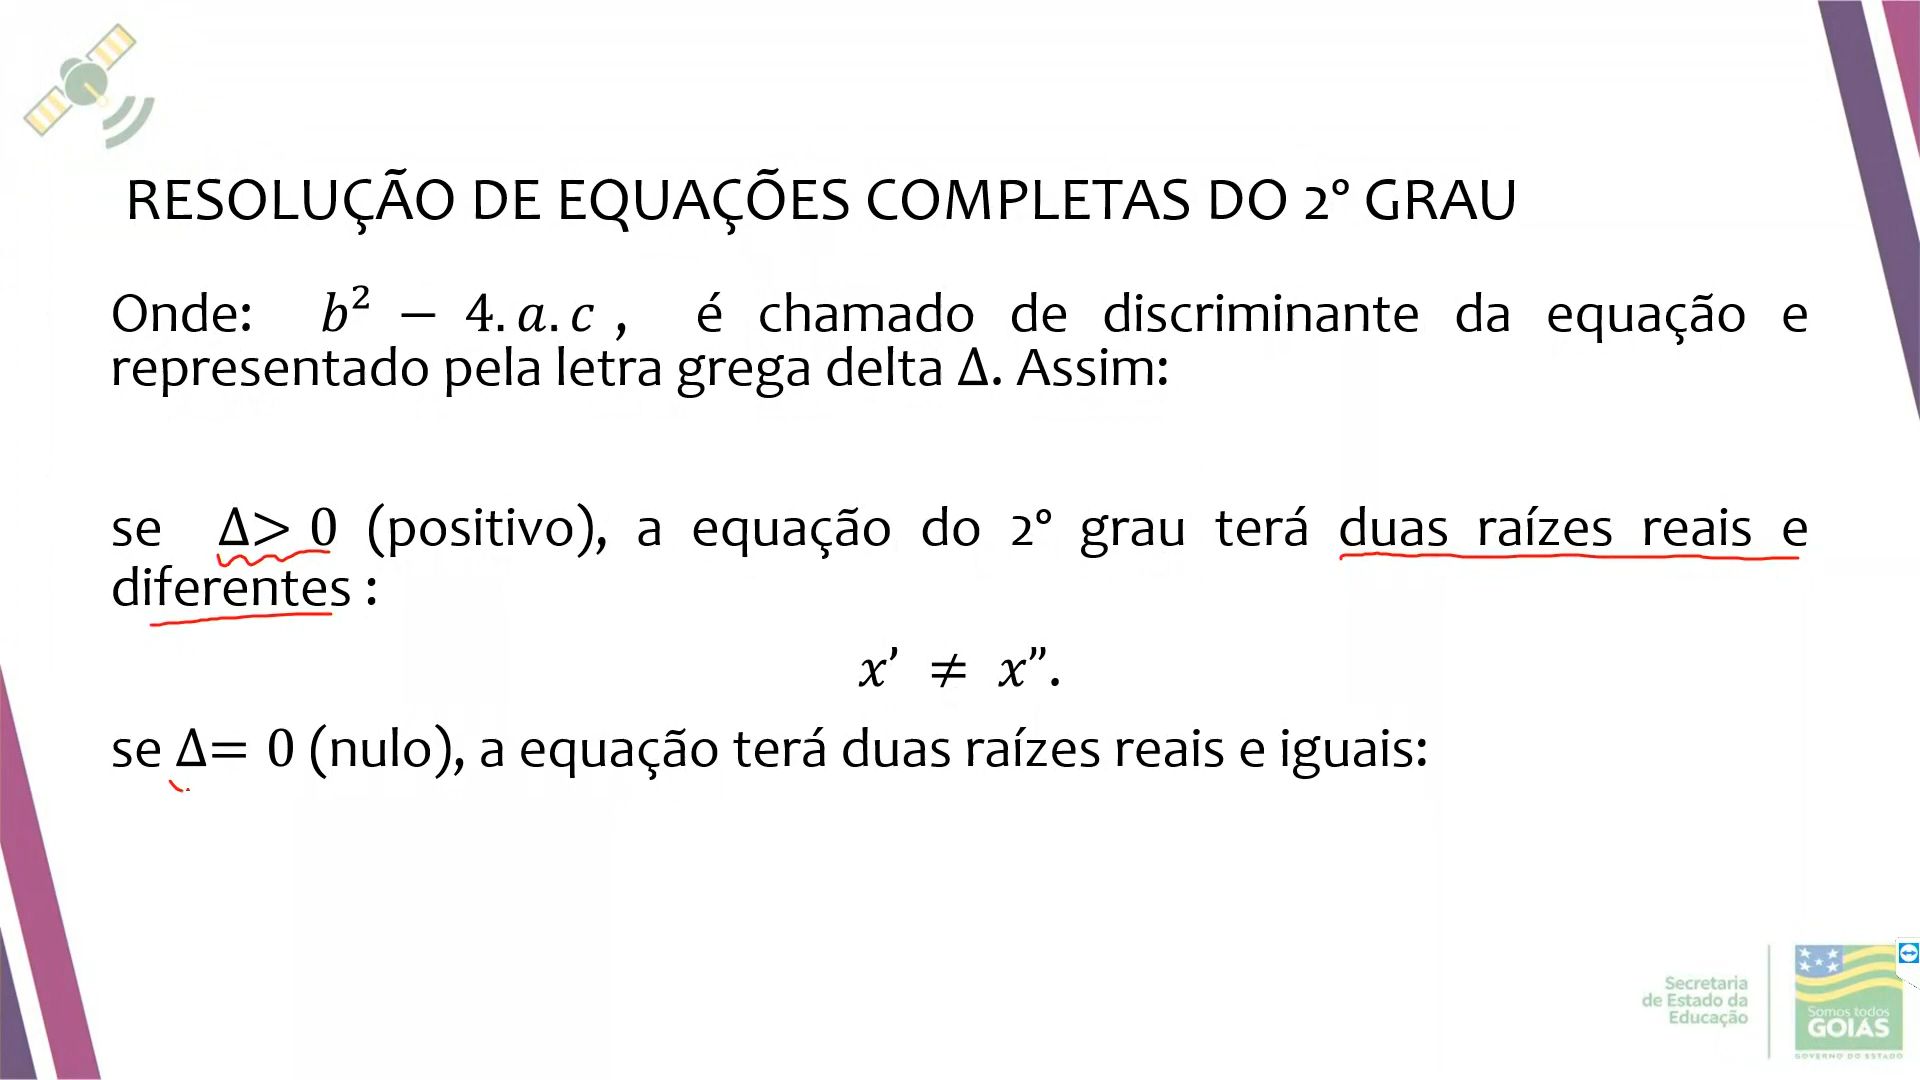 RESOLUÇÃO DE EQUAÇÕES COMPLETAS DO 2º GRAU
Onde: b² − 4.a.c , é chamado de discriminante da equação e
representado pela letra grega delta Δ. Assim:
se Δ> 0 (positivo), a equação do 2º grau terá duas raízes reais e
diferentes :
x’ ≠ x”.
se Δ= 0 (nulo), a equação terá duas raízes reais e iguais:
Secretaria
de Estado da
Educação
Somos todos
GOIÁS
GOVERNO DO ESTADO